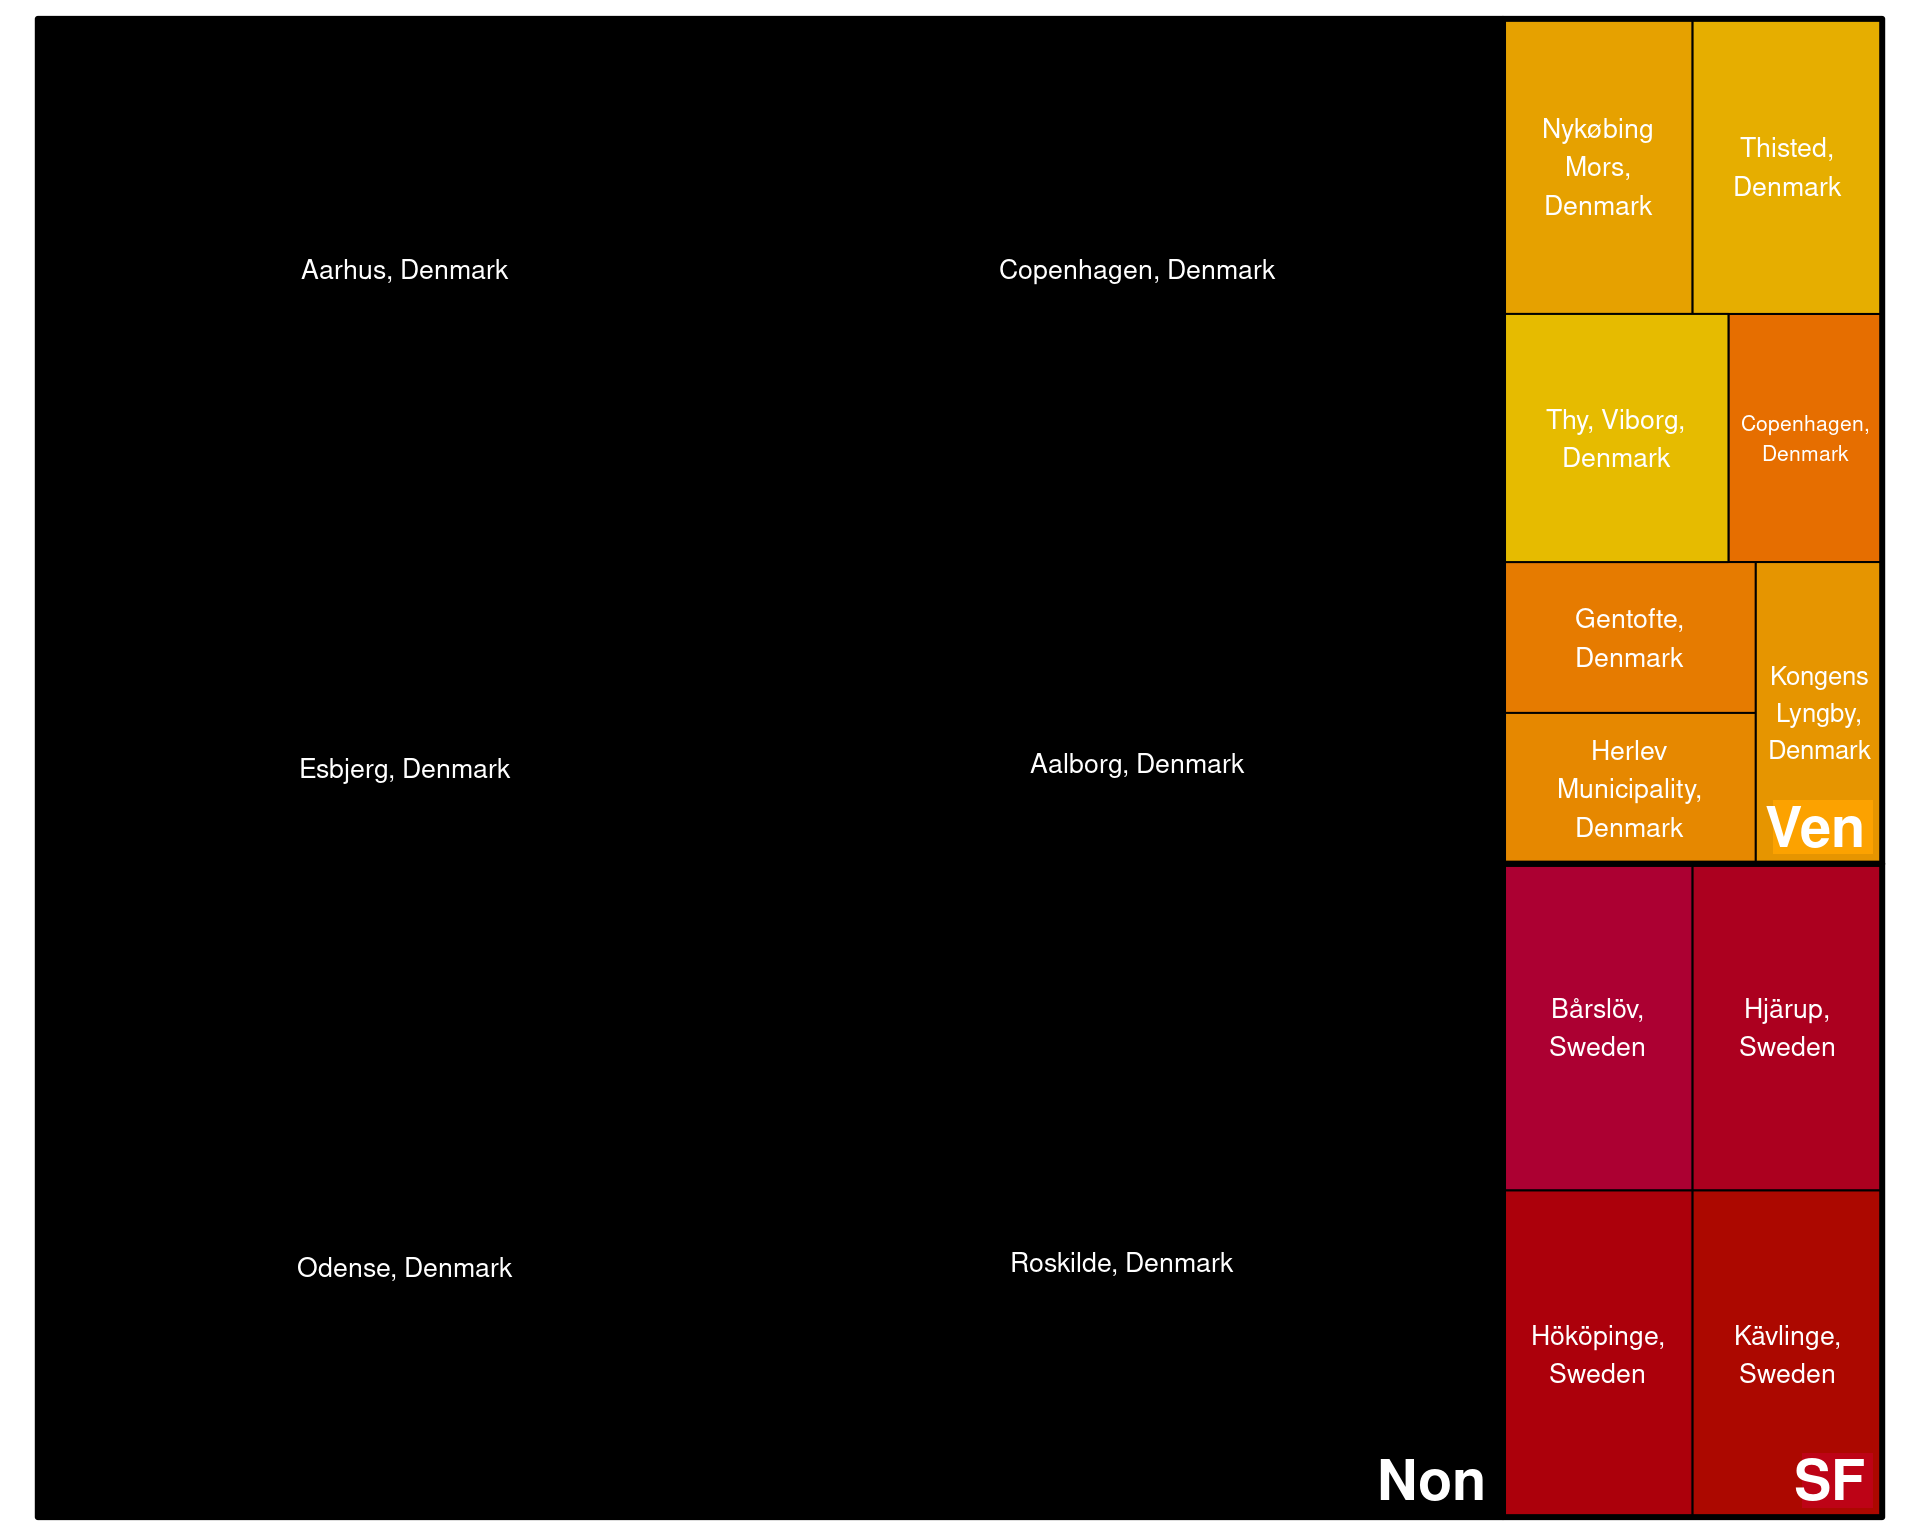 Aarhus, Denmark
Copenhagen, Denmark
Esbjerg, Denmark
Aalborg, Denmark
Odense, Denmark
Roskilde, Denmark
Non
Nykøbing
Mors,
Denmark
Thisted,
Denmark
Thy, Viborg,
Denmark
Copenhagen,
Denmark
Gentofte,
Denmark
Herlev
Municipality,
Denmark
Kongens
Lyngby,
Denmark
Ven
Bårslöv,
Sweden
Hjärup,
Sweden
Hököpinge,
Sweden
Kävlinge,
Sweden
SF